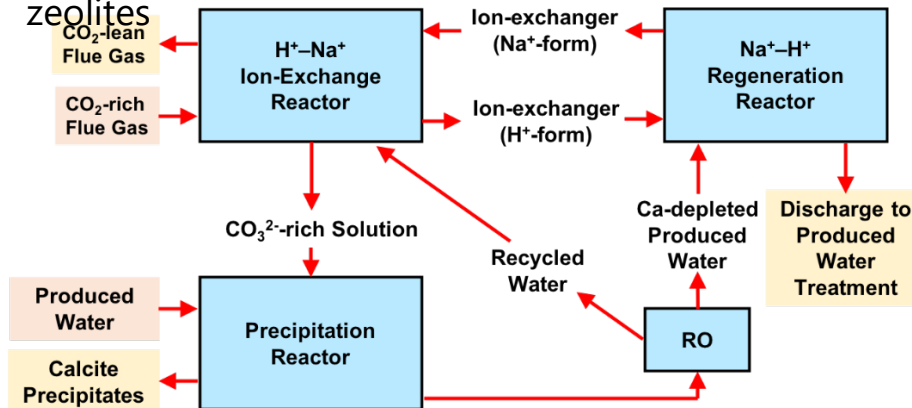 zeolites
CO₂-lean
Flue Gas
CO₂-rich
Flue Gas
H⁺–Na⁺
Ion-Exchange
Reactor
Ion-exchanger
(Na⁺-form)
Ion-exchanger
(H⁺-form)
Na⁺–H⁺
Regeneration
Reactor
CO₃²⁻-rich Solution
Recycled
Water
Ca-depleted
Produced
Water
Discharge to
Produced
Water
Treatment
Produced
Water
Calcite
Precipitates
Precipitation
Reactor
RO